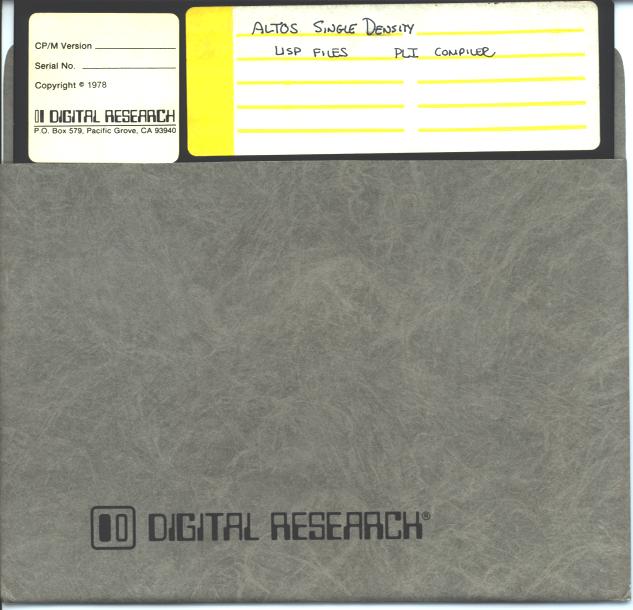 CP/M Version
Serial No.
Copyright © 1978
DIGITAL RESEARCH
P.O. Box 579, Pacific Grove, CA 93940
ALTOS SINGLE DENSITY
LISP FILES PLI COMPILER
DIGITAL RESEARCH®